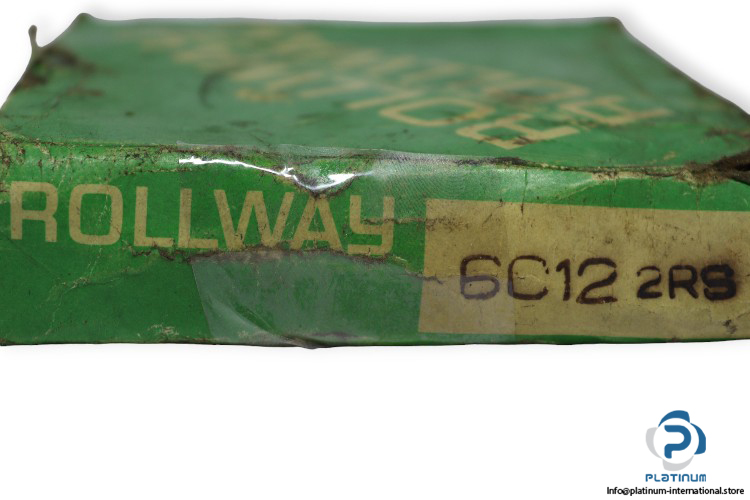 ROLLWAY
6C12 2RS
PLATINUM
Info@platinum-international.store